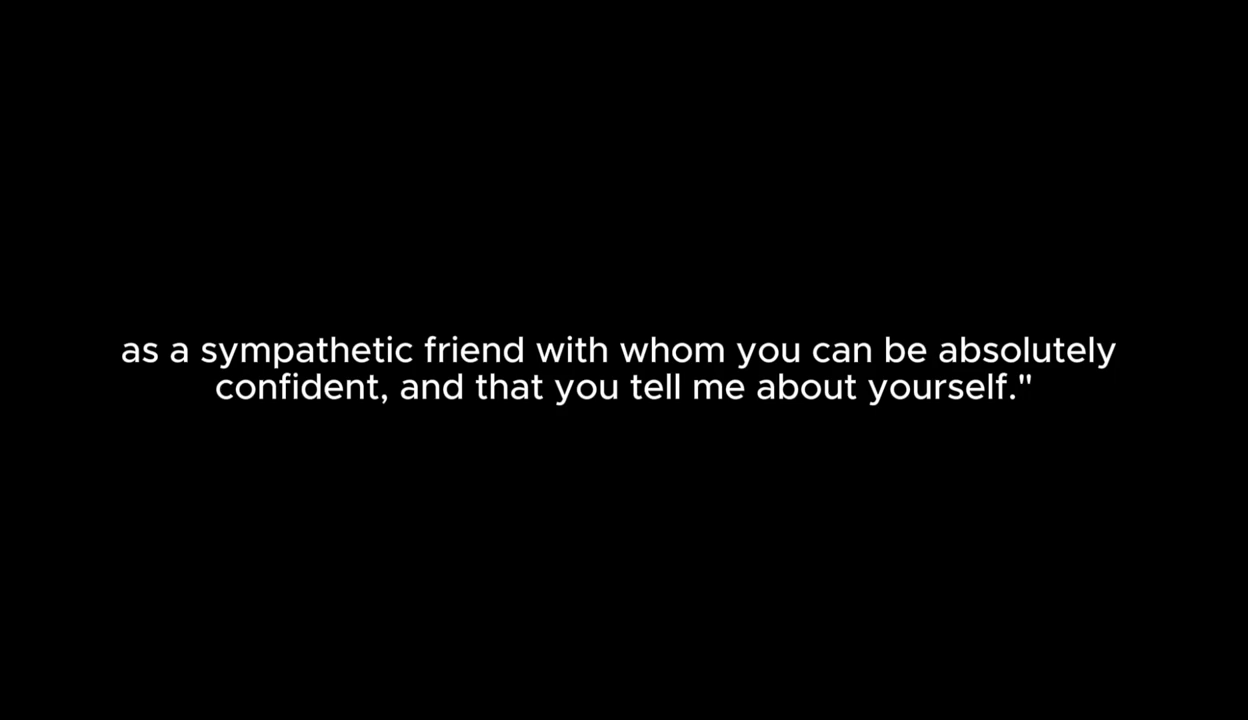 as a sympathetic friend with whom you can be absolutely
confident, and that you tell me about yourself."